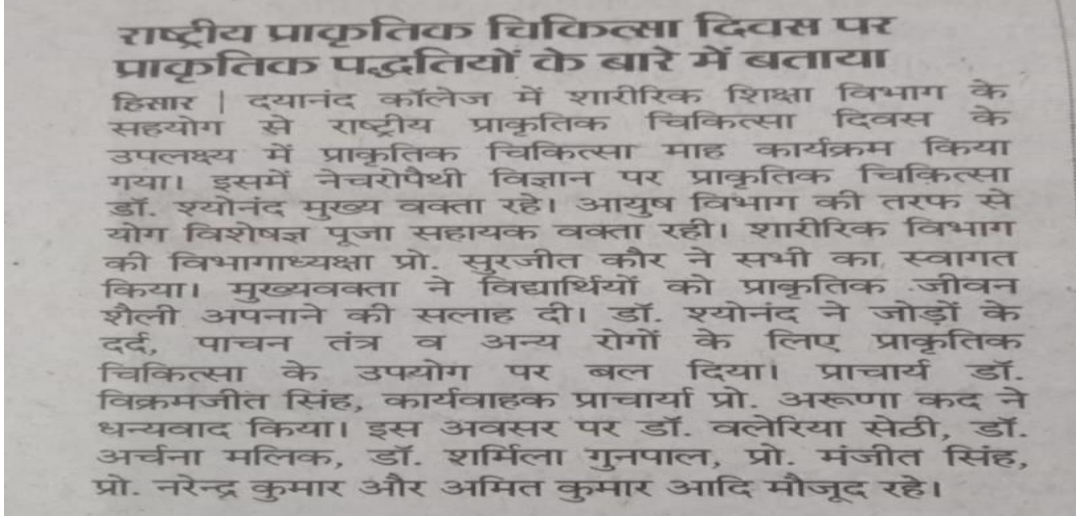 राष्ट्रीय प्राकृतिक चिकित्सा दिवस पर
प्राकृतिक पद्धतियों के बारे में बताया
हिसार | दयानंद कॉलेज में शारीरिक शिक्षा विभाग के
सहयोग से राष्ट्रीय प्राकृतिक चिकित्सा दिवस के
उपलक्ष्य में प्राकृतिक चिकित्सा माह कार्यक्रम किया
गया। इसमें नेचरोपैथी विज्ञान पर प्राकृतिक चिकित्सा
डॉ. श्योनंद मुख्य वक्ता रहे। आयुष विभाग की तरफ से
योग विशेषज्ञ पूजा सहायक वक्ता रही। शारीरिक विभाग
की विभागाध्यक्षा प्रो. सुरजीत कौर ने सभी का स्वागत
किया। मुख्यवक्ता ने विद्यार्थियों को प्राकृतिक जीवन
शैली अपनाने की सलाह दी। डॉ. श्योनंद ने जोड़ों के
दर्द, पाचन तंत्र व अन्य रोगों के लिए प्राकृतिक
चिकित्सा के उपयोग पर बल दिया। प्राचार्य डॉ.
विक्रमजीत सिंह, कार्यवाहक प्राचार्या प्रो. अरूणा कद ने
धन्यवाद किया। इस अवसर पर डॉ. वलेरिया सेठी, डॉ.
अर्चना मलिक, डॉ. शर्मिला गुनपाल, प्रो. मंजीत सिंह,
प्रो. नरेन्द्र कुमार और अमित कुमार आदि मौजूद रहे।